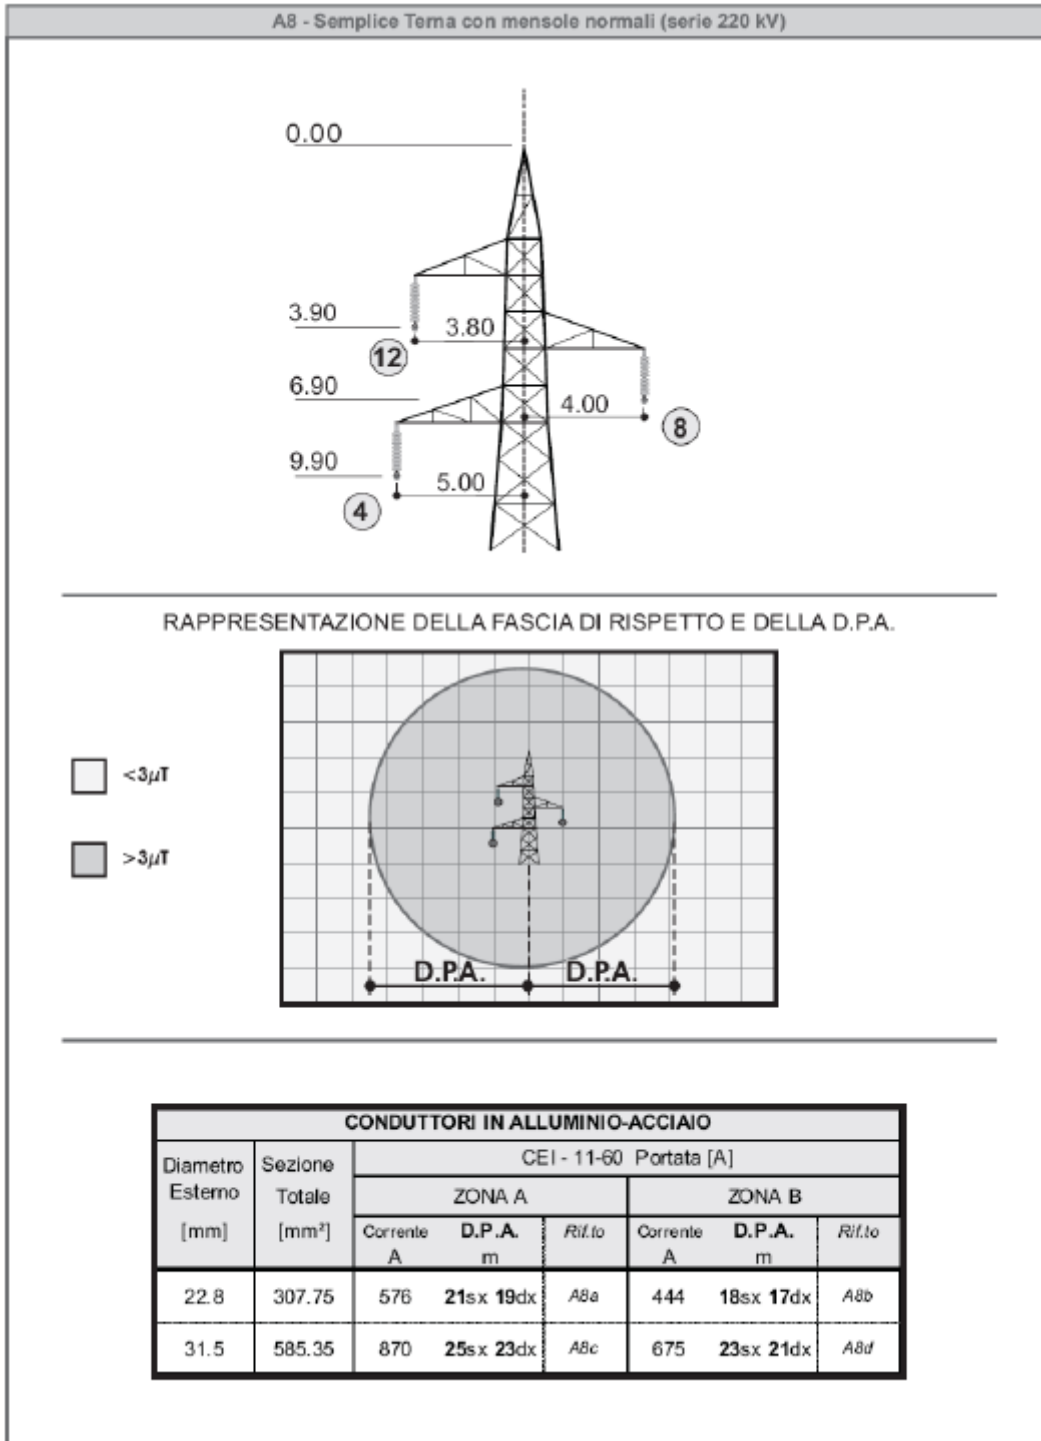 A8 - Semplice Terna con mensole normali (serie 220 kV)
0.00
3.90
3.80
12
6.90
4.00
8
9.90
5.00
4
RAPPRESENTAZIONE DELLA FASCIA DI RISPETTO E DELLA D.P.A.
<3µT
>3µT
D.P.A. D.P.A.
CONDUTTORI IN ALLUMINIO-ACCIAIO
Diametro Esterno [mm] Sezione Totale [mm²] CEI - 11-60 Portata [A]
ZONA A ZONA B
Corrente A D.P.A. m Rif.to Corrente A D.P.A. m Rif.to
22.8 307.75 576 21sx 19dx A8a 444 18sx 17dx A8b
31.5 585.35 870 25sx 23dx A8c 675 23sx 21dx A8d